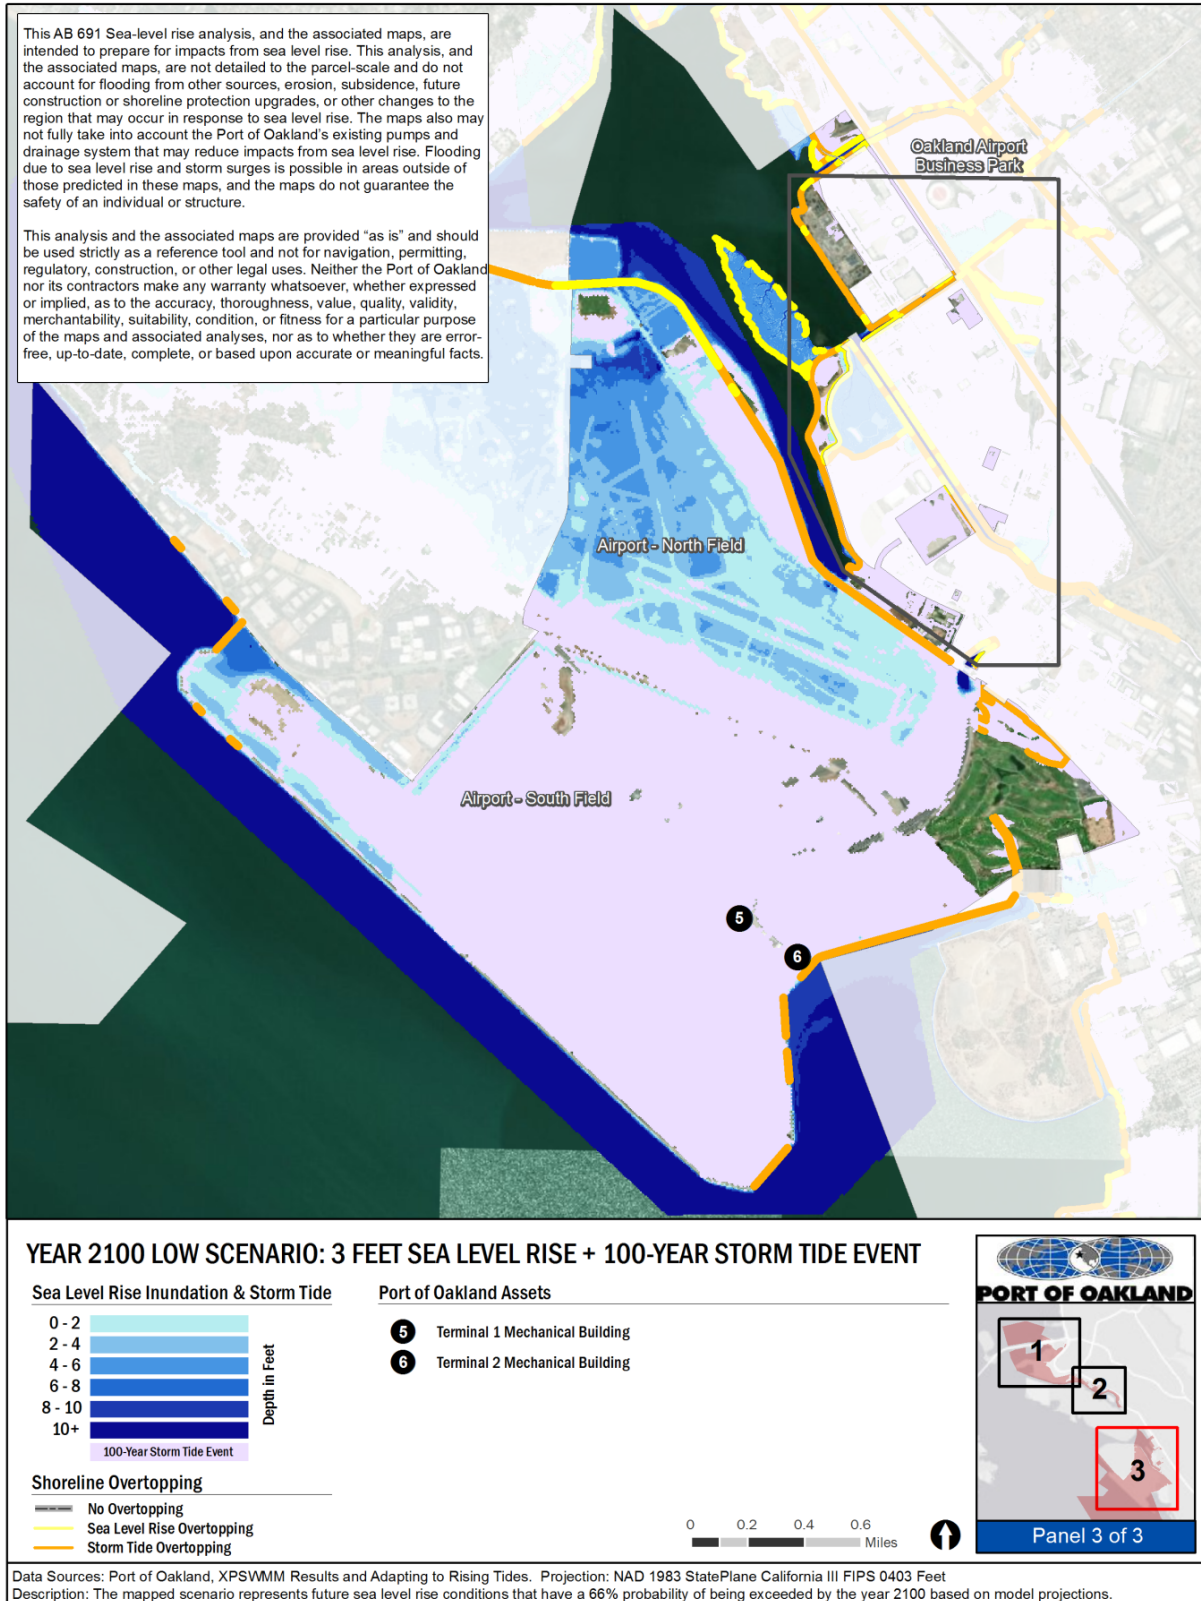 This AB 691 Sea-level rise analysis, and the associated maps, are
intended to prepare for impacts from sea level rise. This analysis, and
the associated maps, are not detailed to the parcel-scale and do not
account for flooding from other sources, erosion, subsidence, future
construction or shoreline protection upgrades, or other changes to the
region that may occur in response to sea level rise. The maps also may
not fully take into account the Port of Oakland's existing pumps and
drainage system that may reduce impacts from sea level rise. Flooding
due to sea level rise and storm surges is possible in areas outside of
those predicted in these maps, and the maps do not guarantee the
safety of an individual or structure.
This analysis and the associated maps are provided “as is” and should
be used strictly as a reference tool and not for navigation, permitting,
regulatory, construction, or other legal uses. Neither the Port of Oakland
nor its contractors make any warranty whatsoever, whether expressed
or implied, as to the accuracy, thoroughness, value, quality, validity,
merchantability, suitability, condition, or fitness for a particular purpose
of the maps and associated analyses, nor as to whether they are error-
free, up-to-date, complete, or based upon accurate or meaningful facts.
Oakland Airport
Business Park
Airport - North Field
Airport - South Field
5
6
YEAR 2100 LOW SCENARIO: 3 FEET SEA LEVEL RISE + 100-YEAR STORM TIDE EVENT
Sea Level Rise Inundation & Storm Tide
0 - 2
2 - 4
4 - 6
6 - 8
8 - 10
10+
Depth in Feet
100-Year Storm Tide Event
Shoreline Overtopping
No Overtopping
Sea Level Rise Overtopping
Storm Tide Overtopping
Port of Oakland Assets
5 Terminal 1 Mechanical Building
6 Terminal 2 Mechanical Building
0 0.2 0.4 0.6
Miles
PORT OF OAKLAND
1
2
3
Panel 3 of 3
Data Sources: Port of Oakland, XPSWMM Results and Adapting to Rising Tides. Projection: NAD 1983 StatePlane California III FIPS 0403 Feet
Description: The mapped scenario represents future sea level rise conditions that have a 66% probability of being exceeded by the year 2100 based on model projections.